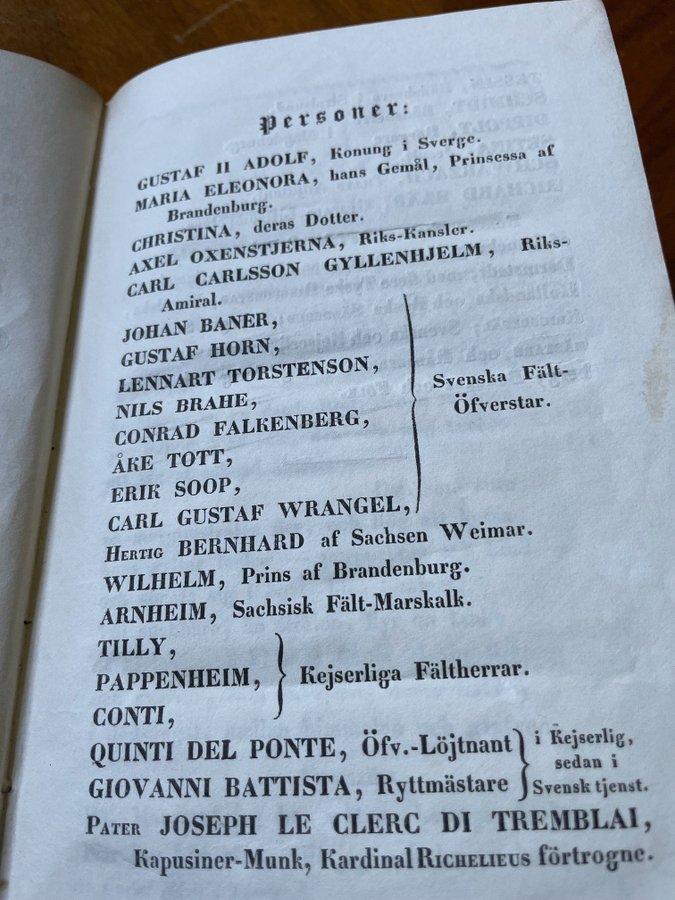 Personer:
GUSTAF II ADOLF, Konung i Sverge.
MARIA ELEONORA, hans Gemål, Prinsessa af
Brandenburg.
CHRISTINA, deras Dotter.
AXEL OXENSTJERNA, Riks-Kansler.
CARL CARLSSON GYLLENHJELM, Riks-
Amiral.
JOHAN BANER,
GUSTAF HORN,
LENNART TORSTENSON,
NILS BRAHE,
CONRAD FALKENBERG,
ÅKE TOTT,
ERIK SOOP,
CARL GUSTAF WRANGEL,
Svenska Fält-
Öfverstar.
HERTIG BERNHARD af Sachsen Weimar.
WILHELM, Prins af Brandenburg.
ARNHEIM, Sachsisk Fält-Marskalk.
TILLY,
PAPPENHEIM,
CONTI,
Kejserliga Fältherrar.
QUINTI DEL PONTE, Öfv.-Löjtnant
GIOVANNI BATTISTA, Ryttmästare
i Kejserlig,
sedan i
Svensk tjenst.
PATER JOSEPH LE CLERC DI TREMBLAI,
Kapusiner-Munk, Kardinal RICHELIEUS förtrogne.